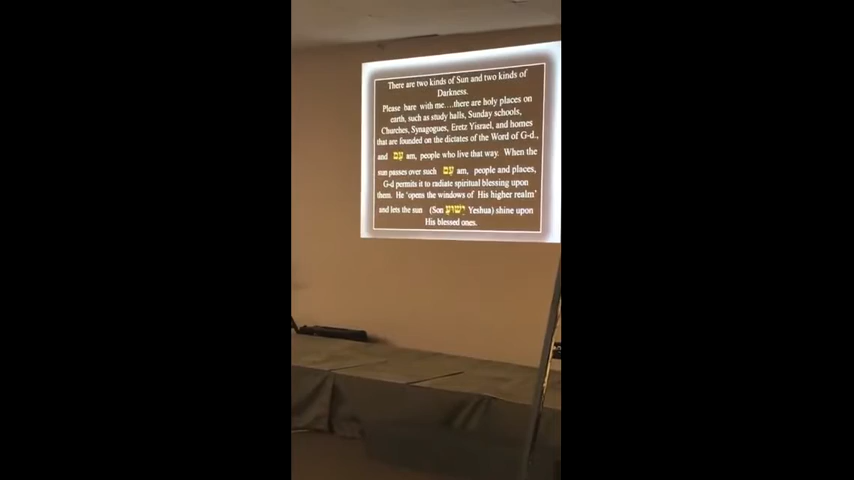 There are two kinds of Sun and two kinds of
Darkness.
Please bare with me....there are holy places on
earth, such as study halls, Sunday schools,
Churches, Synagogues, Eretz Yisrael, and homes
that are founded on the dictates of the Word of G-d.,
and עַם am, people who live that way. When the
sun passes over such עַם am, people and places,
G-d permits it to radiate spiritual blessing upon
them. He 'opens the windows of His higher realm'
and lets the sun (Son יֵשׁוּעַ Yeshua) shine upon
His blessed ones.